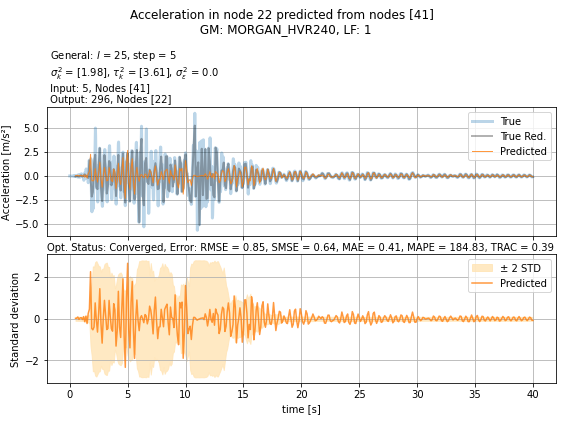 Acceleration in node 22 predicted from nodes [41]
GM: MORGAN_HVR240, LF: 1
General: l = 25, step = 5
σ²ₖ = [1.98], τ²ₖ = [3.61], σ²ε = 0.0
Input: 5, Nodes [41]
Output: 296, Nodes [22]
Acceleration [m/s²]
5.0
2.5
0.0
−2.5
−5.0
True
True Red.
Predicted
Opt. Status: Converged, Error: RMSE = 0.85, SMSE = 0.64, MAE = 0.41, MAPE = 184.83, TRAC = 0.39
Standard deviation
2
0
−2
± 2 STD
Predicted
0 5 10 15 20 25 30 35 40
time [s]